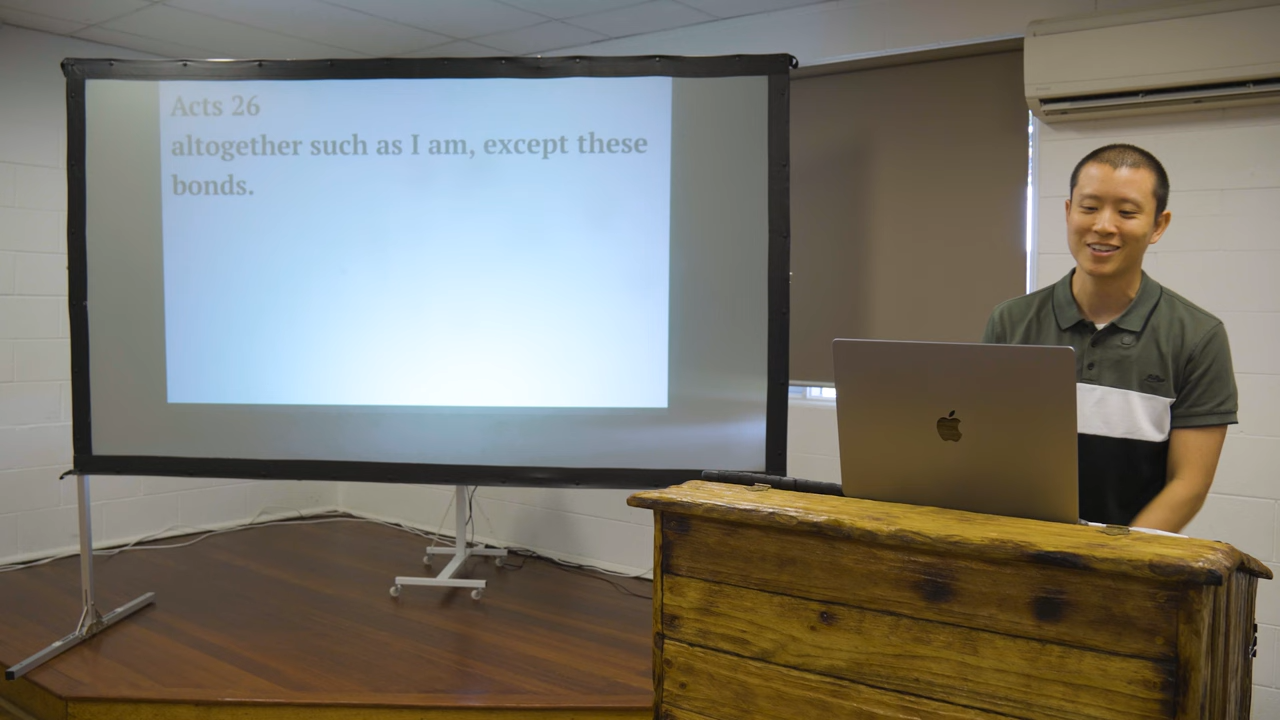 Acts 26
altogether such as I am, except these
bonds.